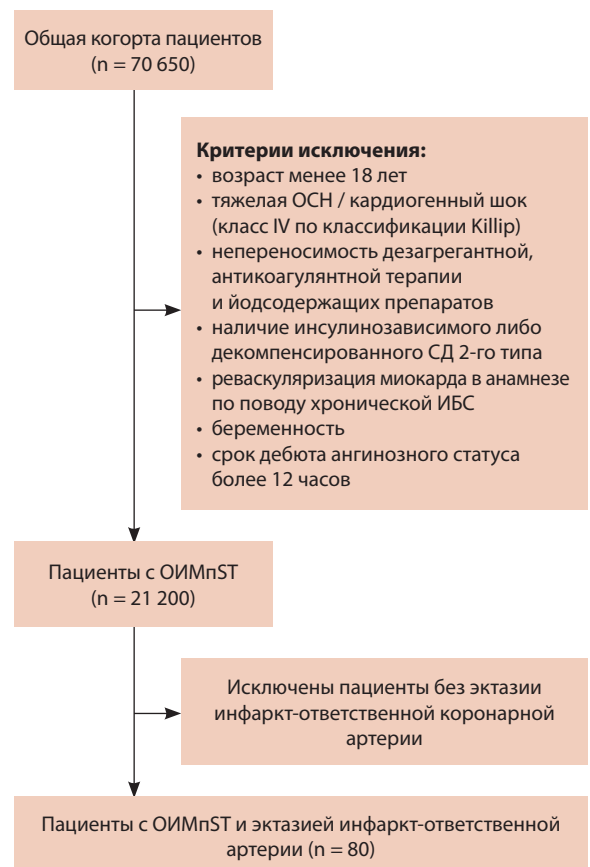 Общая когорта пациентов
(n = 70 650)
Критерии исключения:
• возраст менее 18 лет
• тяжелая ОСН / кардиогенный шок
(класс IV по классификации Killip)
• непереносимость дезагрегантной,
антикоагулянтной терапии
и йодсодержащих препаратов
• наличие инсулинозависимого либо
декомпенсированного СД 2-го типа
• реваскуляризация миокарда в анамнезе
по поводу хронической ИБС
• беременность
• срок дебюта ангинозного статуса
более 12 часов
Пациенты с ОИМпST
(n = 21 200)
Исключены пациенты без эктазии
инфаркт-ответственной коронарной
артерии
Пациенты с ОИМпST и эктазией инфаркт-ответственной
артерии (n = 80)